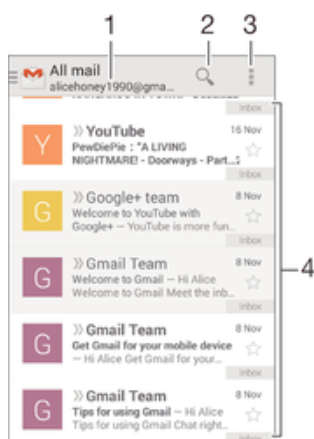 1 2 3
All mail
alicehoney1990@gma...
Inbox
Y
YouTube 16 Nov
PewDiePie : "A LIVING
NIGHTMARE! - Doorways - Part...
Inbox
G
Google+ team 8 Nov
Welcome to YouTube with
Google+ – YouTube is more fun...
Inbox
4
G
Gmail Team 8 Nov
Welcome to Gmail – Hi Alice
Welcome to Gmail Meet the inb...
Inbox
G
Gmail Team 8 Nov
Get Gmail for your mobile device
– Hi Alice Get Gmail for your...
Inbox
G
Gmail Team 8 Nov
Tips for using Gmail – Hi Alice
Tips for using Gmail Chat right...
Inbox